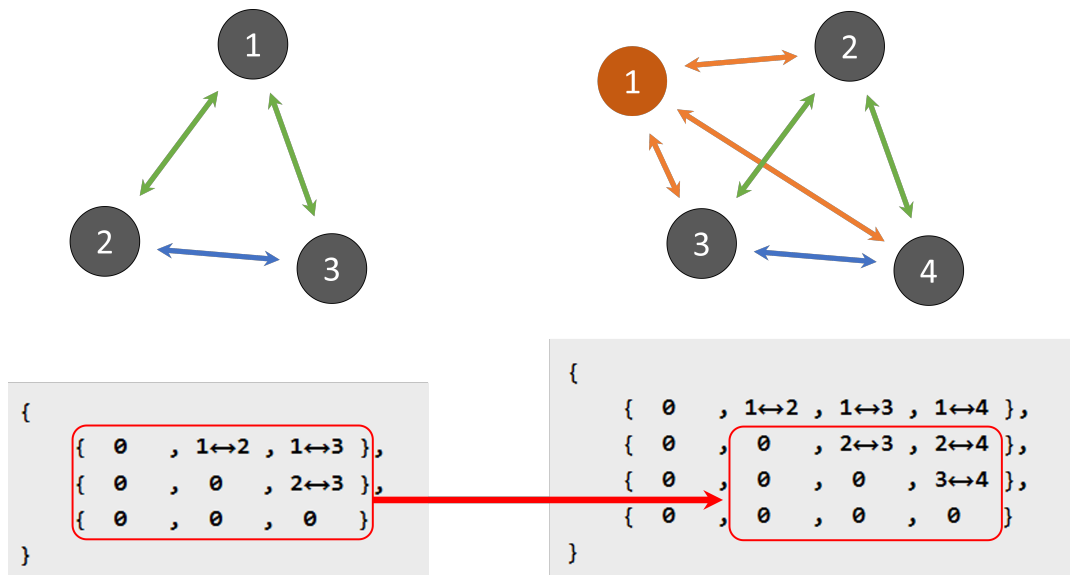 1
2
3
1
2
3
4
{
{ 0 , 1↔2 , 1↔3 },
{ 0 , 0 , 2↔3 },
{ 0 , 0 , 0 }
}
{
{ 0 , 1↔2 , 1↔3 , 1↔4 },
{ 0 , 0 , 2↔3 , 2↔4 },
{ 0 , 0 , 0 , 3↔4 },
{ 0 , 0 , 0 , 0 }
}